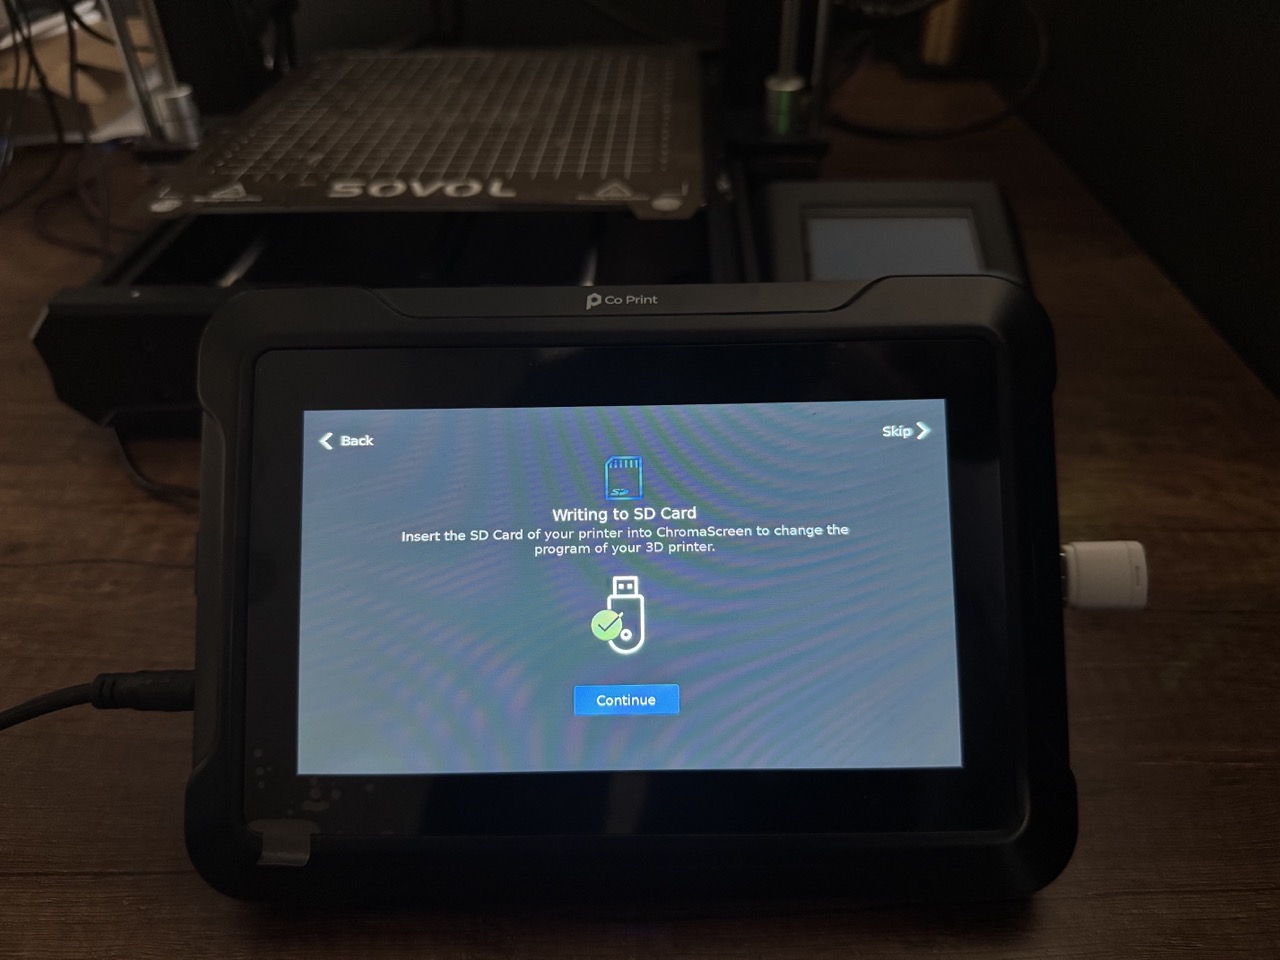 SOVOL
Co Print
Back
Skip
SD
Writing to SD Card
Insert the SD Card of your printer into ChromaScreen to change the
program of your 3D printer.
Continue